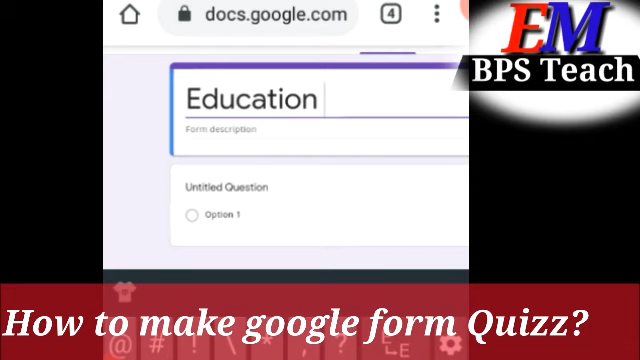 docs.google.com
4
EM
BPS Teach
Education
Form description
Untitled Question
Option 1
How to make google form Quizz?
@ # ! \ * , ?